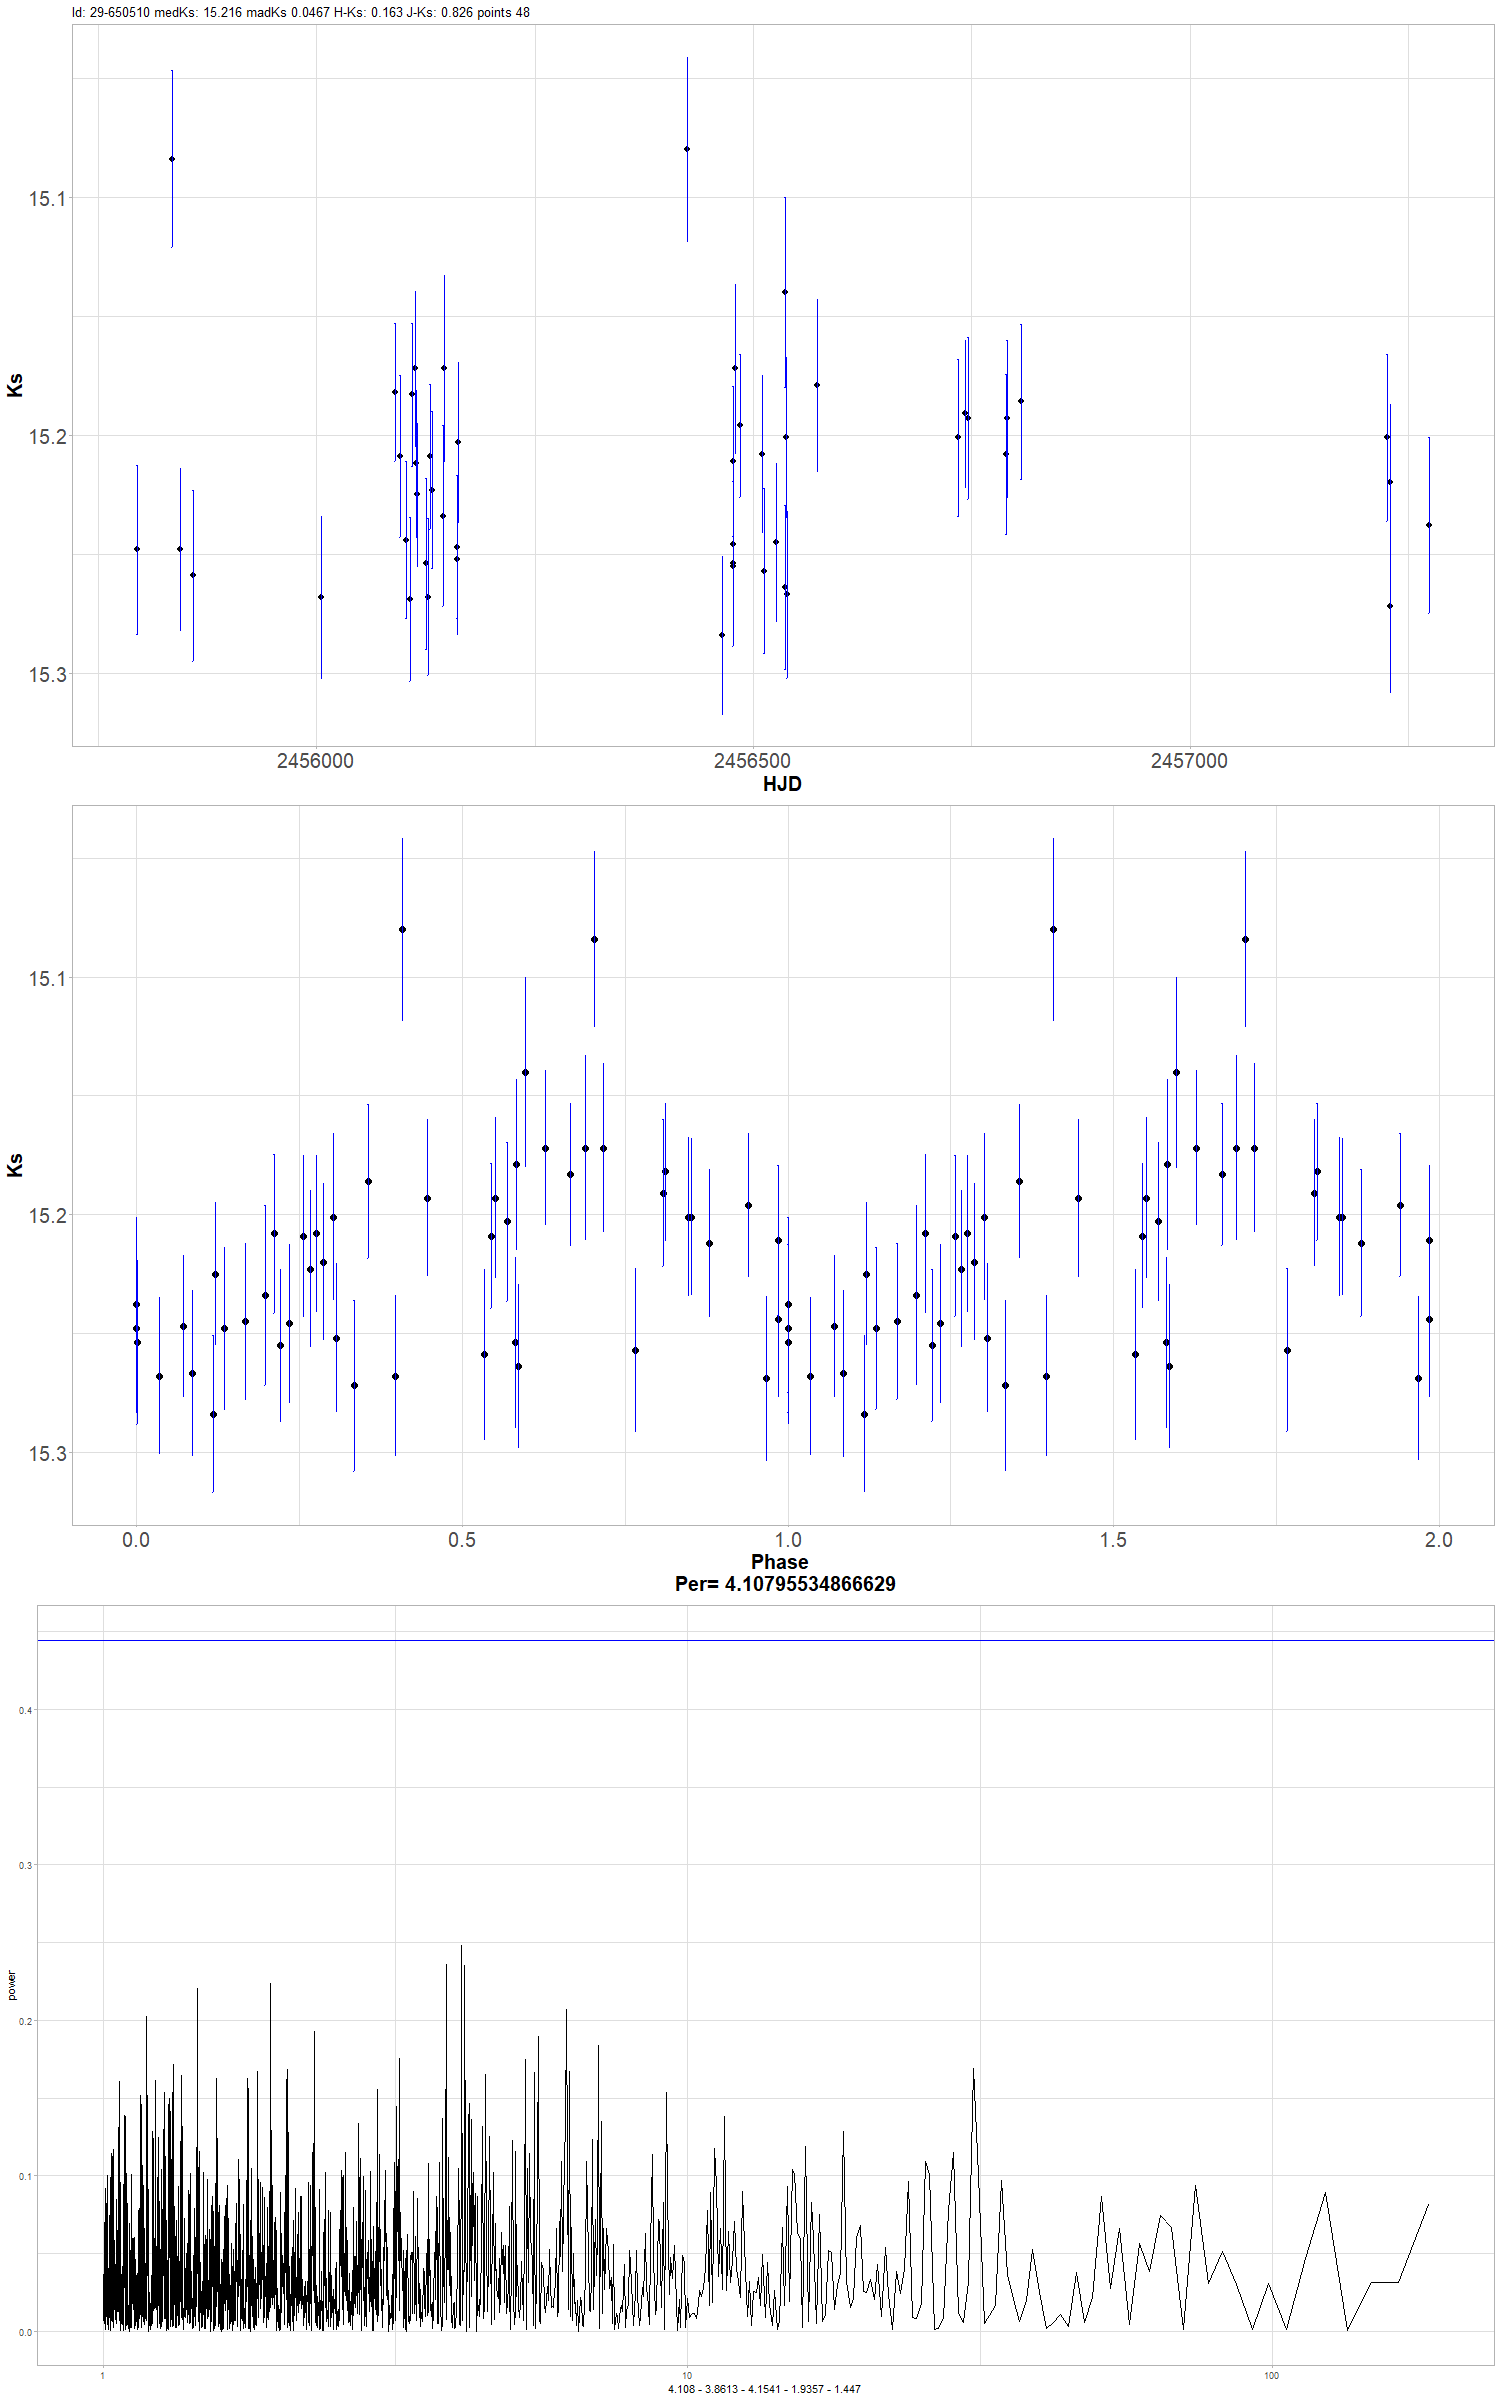 Id: 29-650510 medKs: 15.216 madKs 0.0467 H-Ks: 0.163 J-Ks: 0.826 points 48
15.1
15.2
15.3
Ks
2456000 2456500 2457000
HJD
15.1
15.2
15.3
Ks
0.0 0.5 1.0 1.5 2.0
Phase
Per= 4.10795534866629
0.4
0.3
0.2
0.1
0.0
power
1 10 100
4.108 - 3.8613 - 4.1541 - 1.9357 - 1.447